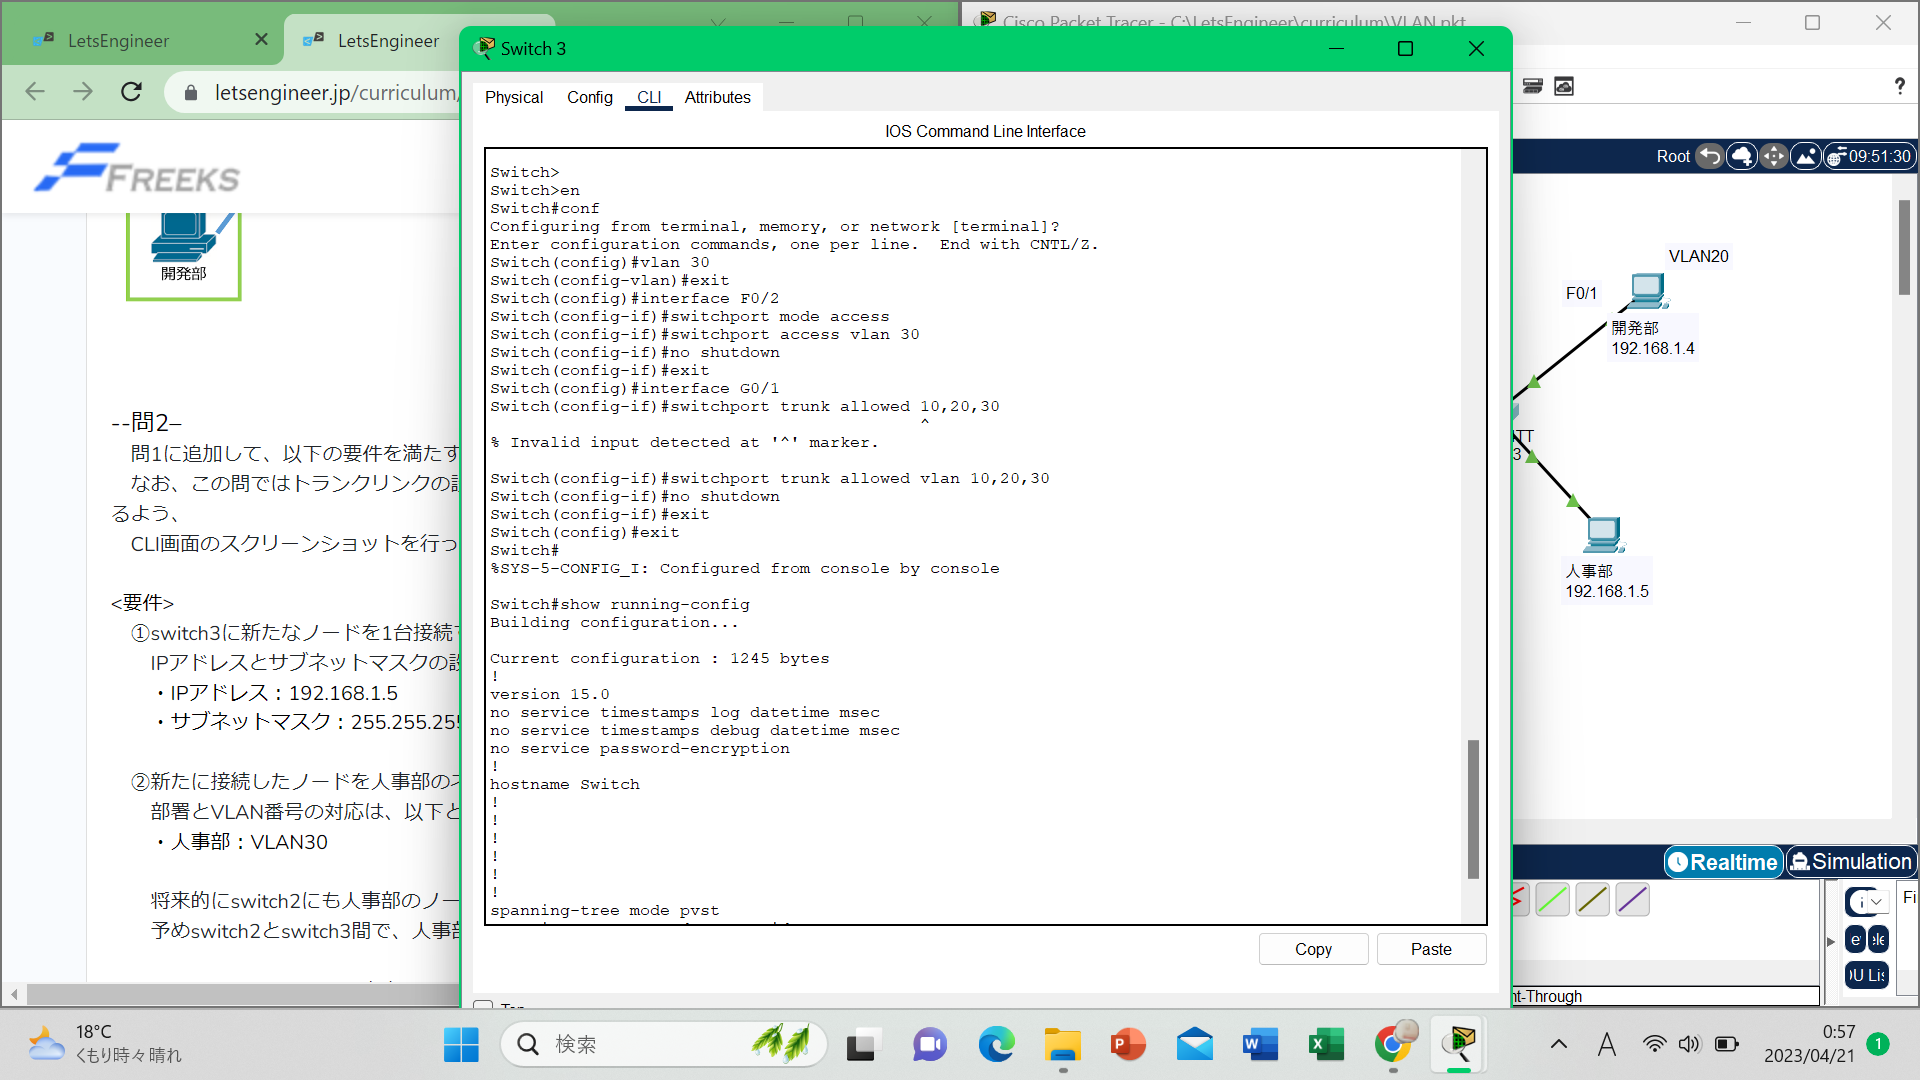 LetsEngineer
LetsEngineer
letsengineer.jp/curriculum/
FREEKS
開発部
--問2–
問1に追加して、以下の要件を満たす
なお、この問ではトランクリンクの
るよう、
CLI画面のスクリーンショットを行っ
<要件>
①switch3に新たなノードを1台接続
IPアドレスとサブネットマスクの設
・IPアドレス：192.168.1.5
・サブネットマスク：255.255.255
②新たに接続したノードを人事部の
部署とVLAN番号の対応は、以下と
・人事部：VLAN30
将来的にswitch2にも人事部のノー
予めswitch2とswitch3間で、人事部
Switch 3
Physical Config CLI Attributes
IOS Command Line Interface
Switch>
Switch>en
Switch#conf
Configuring from terminal, memory, or network [terminal]?
Enter configuration commands, one per line.  End with CNTL/Z.
Switch(config)#vlan 30
Switch(config-vlan)#exit
Switch(config)#interface F0/2
Switch(config-if)#switchport mode access
Switch(config-if)#switchport access vlan 30
Switch(config-if)#no shutdown
Switch(config-if)#exit
Switch(config)#interface G0/1
Switch(config-if)#switchport trunk allowed 10,20,30
^
% Invalid input detected at '^' marker.
Switch(config-if)#switchport trunk allowed vlan 10,20,30
Switch(config-if)#no shutdown
Switch(config-if)#exit
Switch(config)#exit
Switch#
%SYS-5-CONFIG_I: Configured from console by console
Switch#show running-config
Building configuration...
Current configuration : 1245 bytes
!
version 15.0
no service timestamps log datetime msec
no service timestamps debug datetime msec
no service password-encryption
!
hostname Switch
!
!
!
!
!
!
spanning-tree mode pvst
Copy Paste
Cisco Packet Tracer - C:\LetsEngineer\curriculum\VLAN.pkt
?
Root 09:51:30
VLAN20
F0/1
開発部
192.168.1.4
TT
3
人事部
192.168.1.5
Realtime Simulation
Fi
nt-Through
18°C
くもり時々晴れ
検索
A
0:57
2023/04/21
1